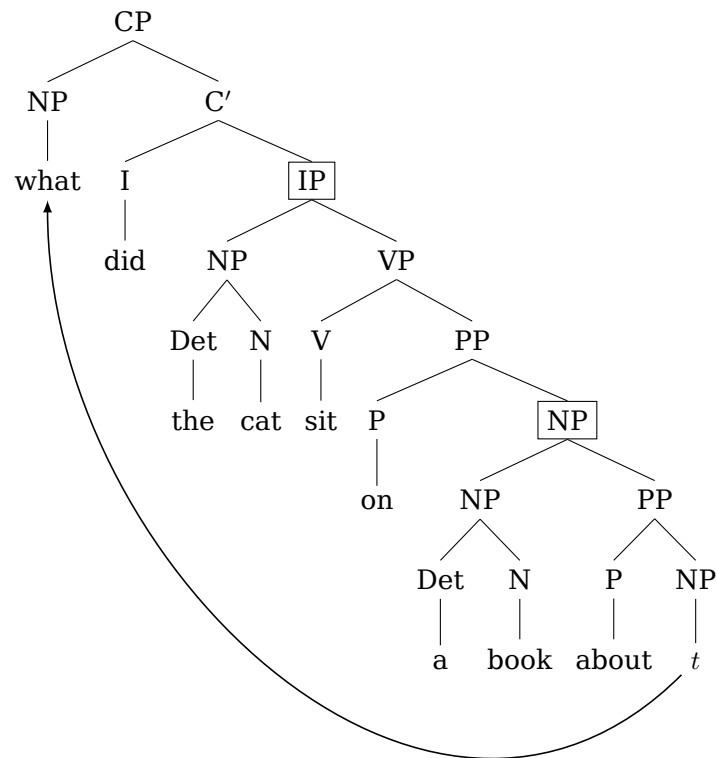 CP
NP C′
what I IP
did NP VP
Det N V PP
the cat sit P NP
on NP PP
Det N P NP
a book about t